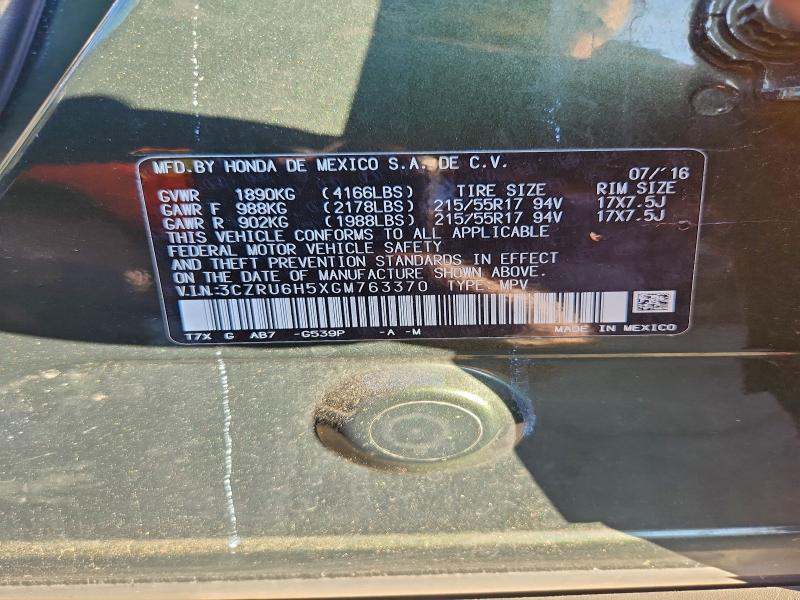 MFD.BY HONDA DE MEXICO S.A. DE C.V. 07/'16
GVWR 1890KG (4166LBS) TIRE SIZE RIM SIZE
GAWR F 988KG (2178LBS) 215/55R17 94V 17X7.5J
GAWR R 902KG (1988LBS) 215/55R17 94V 17X7.5J
THIS VEHICLE CONFORMS TO ALL APPLICABLE
FEDERAL MOTOR VEHICLE SAFETY
AND THEFT PREVENTION STANDARDS IN EFFECT
ON THE DATE OF MANUFACTURE SHOWN ABOVE.
V.I.N:3CZRU6H5XGM763370 TYPE: MPV
T7X G AB7 -G539P -A -M MADE IN MEXICO